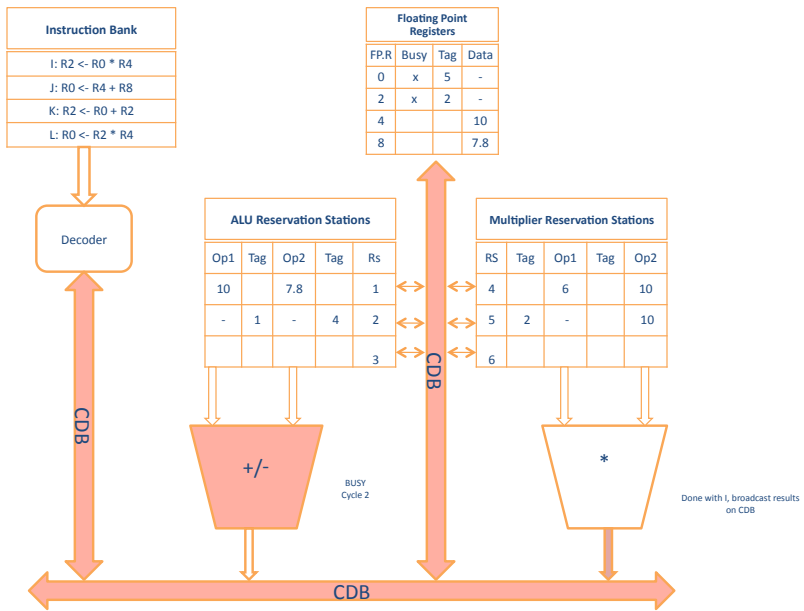 Instruction Bank
I: R2 <- R0 * R4
J: R0 <- R4 + R8
K: R2 <- R0 + R2
L: R0 <- R2 * R4
Decoder
CDB
Floating Point
Registers
FP.R Busy Tag Data
0 x 5 -
2 x 2 -
4 10
8 7.8
ALU Reservation Stations
Op1 Tag Op2 Tag Rs
10 7.8 1
- 1 - 4 2
3
CDB
Multiplier Reservation Stations
RS Tag Op1 Tag Op2
4 6 10
5 2 - 10
6
+/-
BUSY
Cycle 2
*
Done with I, broadcast results
on CDB
CDB